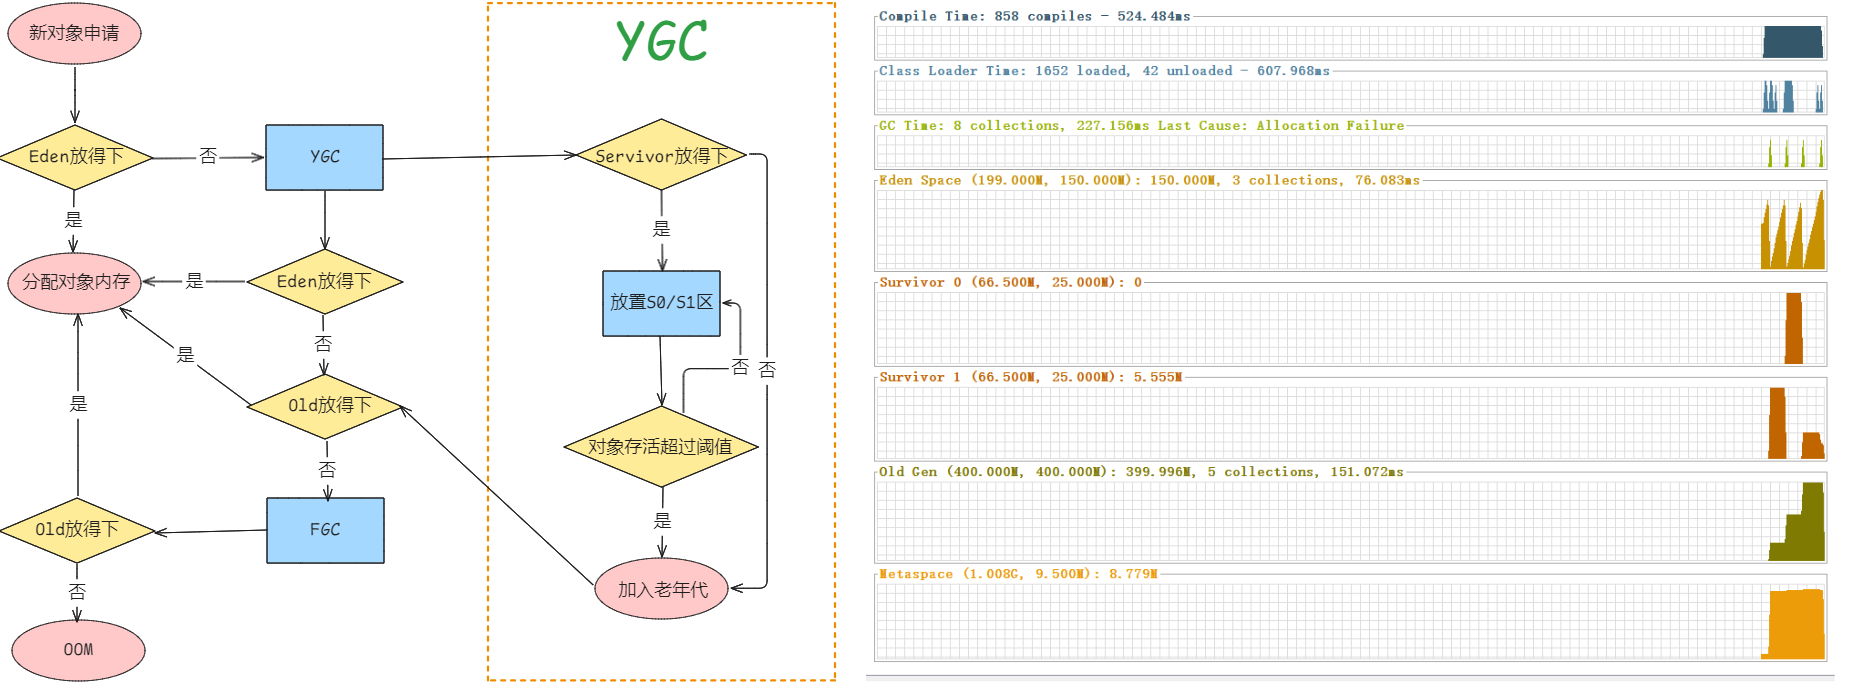 新对象申请
Eden放得下
否
YGC
是
分配对象内存
是
Eden放得下
否
是
Old放得下
是
否
Old放得下
FGC
否
OOM
YGC
Servivor放得下
是
放置S0/S1区
否
否
对象存活超过阈值
是
加入老年代
Compile Time: 858 compiles - 524.484ms
Class Loader Time: 1652 loaded, 42 unloaded - 607.968ms
GC Time: 8 collections, 227.156ms Last Cause: Allocation Failure
Eden Space (199.000M, 150.000M): 150.000M, 3 collections, 76.083ms
Survivor 0 (66.500M, 25.000M): 0
Survivor 1 (66.500M, 25.000M): 5.555M
Old Gen (400.000M, 400.000M): 399.996M, 5 collections, 151.072ms
Metaspace (1.008G, 9.500M): 8.779M